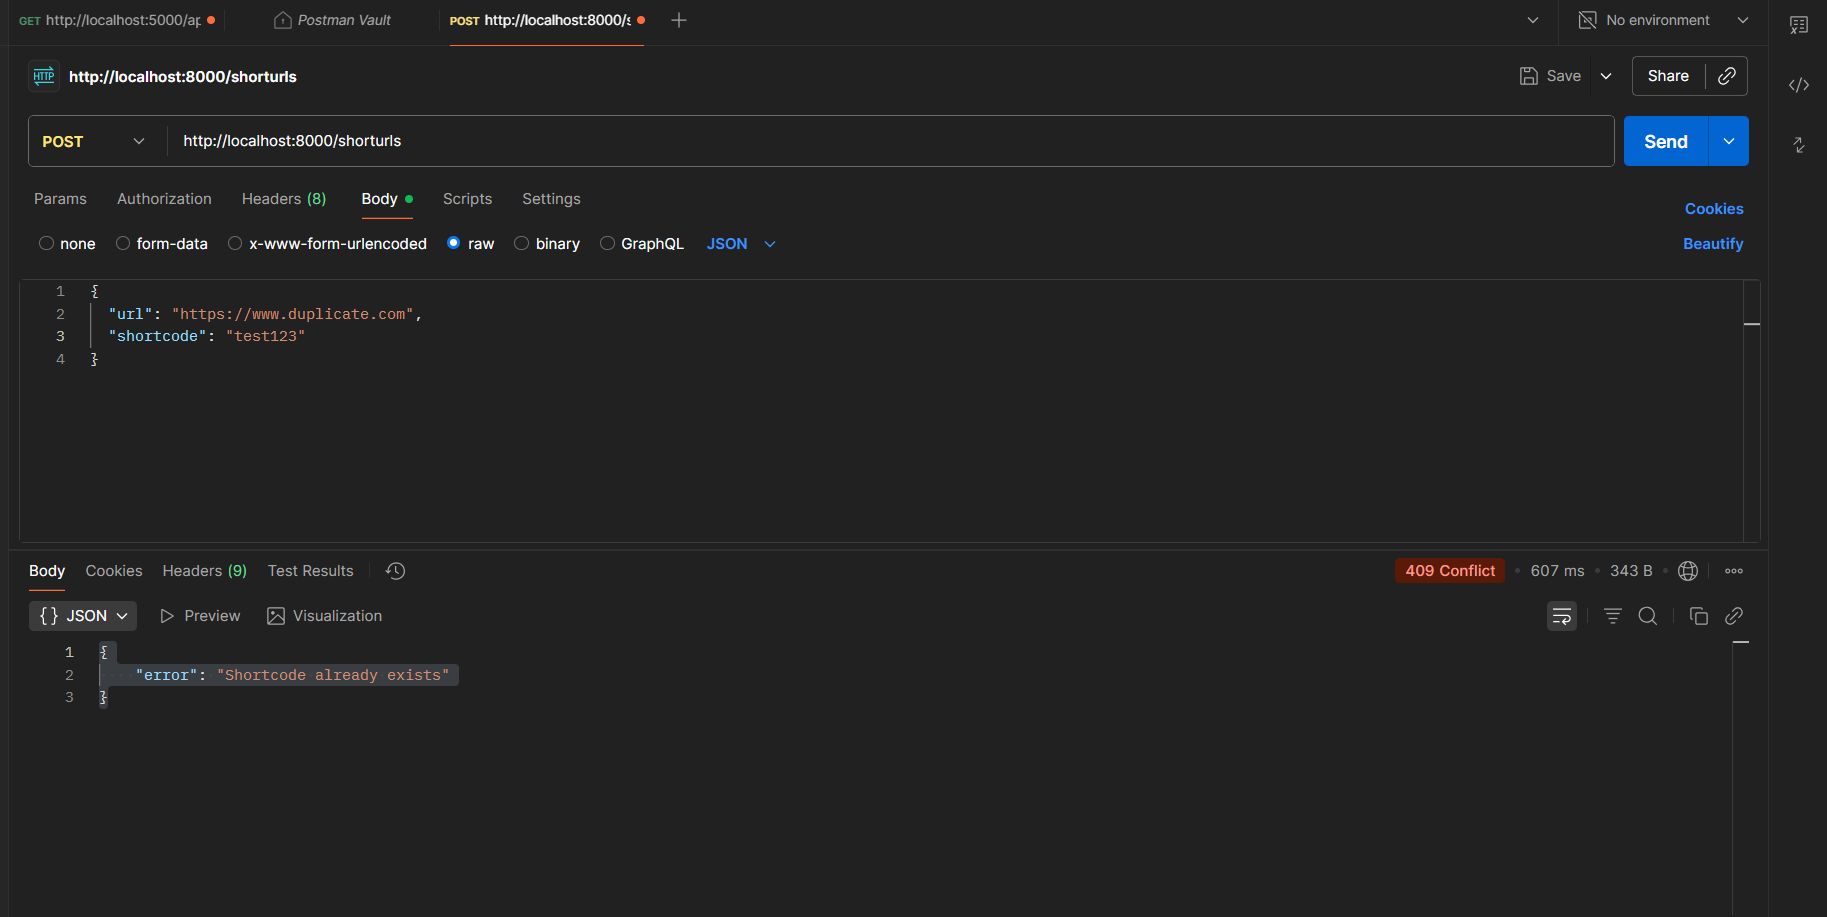 GET http://localhost:5000/ap
Postman Vault
POST http://localhost:8000/s
No environment
HTTP http://localhost:8000/shorturls
Save
Share
POST
http://localhost:8000/shorturls
Send
Params Authorization Headers (8) Body Scripts Settings
Cookies
none form-data x-www-form-urlencoded raw binary GraphQL JSON
Beautify
1 {
2 "url": "https://www.duplicate.com",
3 "shortcode": "test123"
4 }
Body Cookies Headers (9) Test Results
409 Conflict • 607 ms • 343 B
{} JSON Preview Visualization
1 {
2 "error": "Shortcode already exists"
3 }